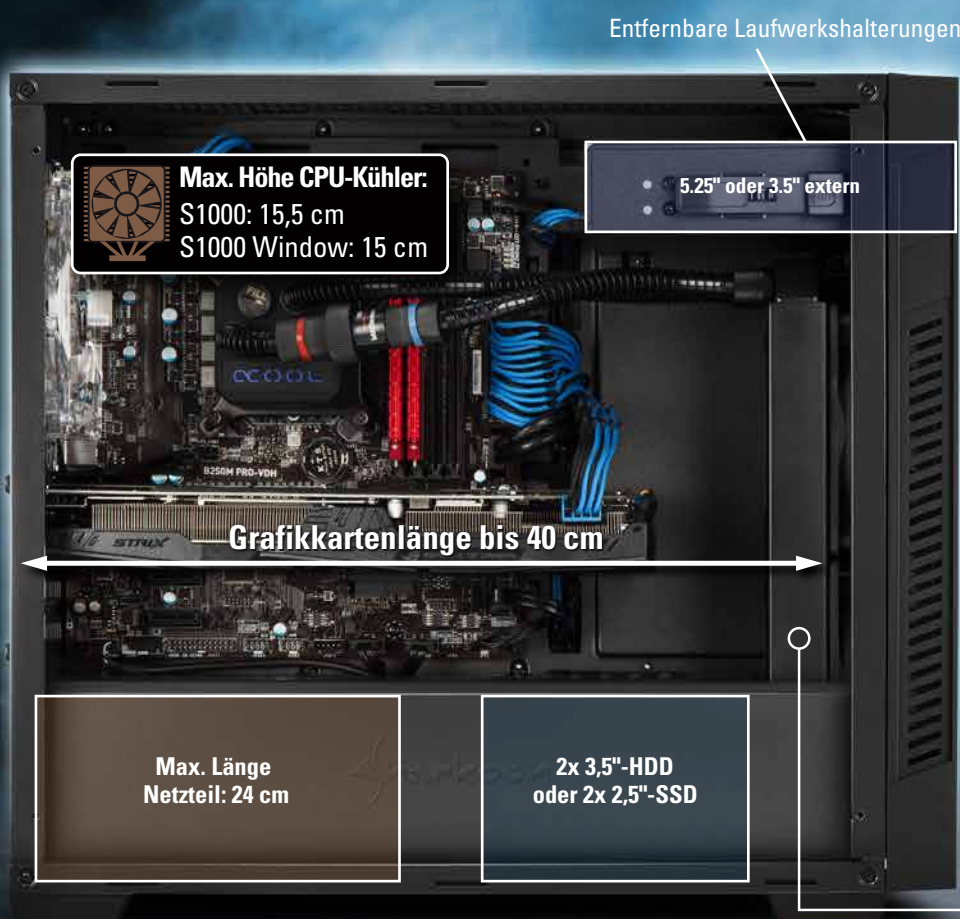 Entfernbare Laufwerkshalterungen
5.25" oder 3.5" extern
Max. Höhe CPU-Kühler:
S1000: 15,5 cm
S1000 Window: 15 cm
FILL
B250M PRO-VDH
STRIX
Grafikkartenlänge bis 40 cm
Max. Länge
Netzteil: 24 cm
2x 3,5"-HDD
oder 2x 2,5"-SSD